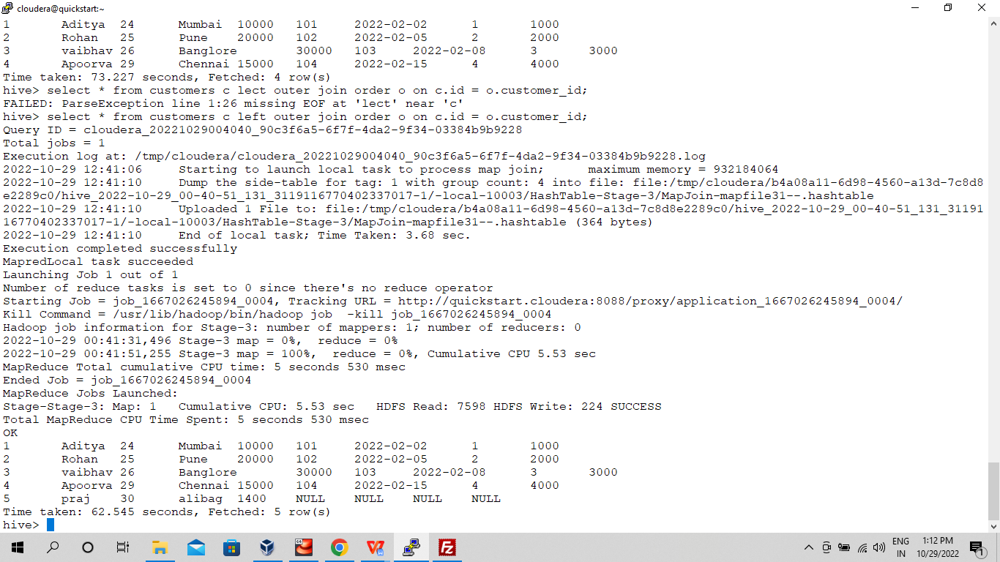 cloudera@quickstart:~
1 Aditya 24 Mumbai 10000 101 2022-02-02 1 1000
2 Rohan 25 Pune 20000 102 2022-02-05 2 2000
3 vaibhav 26 Banglore 30000 103 2022-02-08 3 3000
4 Apoorva 29 Chennai 15000 104 2022-02-15 4 4000
Time taken: 73.227 seconds, Fetched: 4 row(s)
hive> select * from customers c lect outer join order o on c.id = o.customer_id;
FAILED: ParseException line 1:26 missing EOF at 'lect' near 'c'
hive> select * from customers c left outer join order o on c.id = o.customer_id;
Query ID = cloudera_20221029004040_90c3f6a5-6f7f-4da2-9f34-03384b9b9228
Total jobs = 1
Execution log at: /tmp/cloudera/cloudera_20221029004040_90c3f6a5-6f7f-4da2-9f34-03384b9b9228.log
2022-10-29 12:41:06 Starting to launch local task to process map join; maximum memory = 932184064
2022-10-29 12:41:10 Dump the side-table for tag: 1 with group count: 4 into file: file:/tmp/cloudera/b4a08a11-6d98-4560-a13d-7c8d8
e2289c0/hive_2022-10-29_00-40-51_131_3119116770402337017-1/-local-10003/HashTable-Stage-3/MapJoin-mapfile31--.hashtable
2022-10-29 12:41:10 Uploaded 1 File to: file:/tmp/cloudera/b4a08a11-6d98-4560-a13d-7c8d8e2289c0/hive_2022-10-29_00-40-51_131_31191
16770402337017-1/-local-10003/HashTable-Stage-3/MapJoin-mapfile31--.hashtable (364 bytes)
2022-10-29 12:41:10 End of local task; Time Taken: 3.68 sec.
Execution completed successfully
MapredLocal task succeeded
Launching Job 1 out of 1
Number of reduce tasks is set to 0 since there's no reduce operator
Starting Job = job_1667026245894_0004, Tracking URL = http://quickstart.cloudera:8088/proxy/application_1667026245894_0004/
Kill Command = /usr/lib/hadoop/bin/hadoop job  -kill job_1667026245894_0004
Hadoop job information for Stage-3: number of mappers: 1; number of reducers: 0
2022-10-29 00:41:31,496 Stage-3 map = 0%,  reduce = 0%
2022-10-29 00:41:51,255 Stage-3 map = 100%,  reduce = 0%, Cumulative CPU 5.53 sec
MapReduce Total cumulative CPU time: 5 seconds 530 msec
Ended Job = job_1667026245894_0004
MapReduce Jobs Launched:
Stage-Stage-3: Map: 1   Cumulative CPU: 5.53 sec   HDFS Read: 7598 HDFS Write: 224 SUCCESS
Total MapReduce CPU Time Spent: 5 seconds 530 msec
OK
1 Aditya 24 Mumbai 10000 101 2022-02-02 1 1000
2 Rohan 25 Pune 20000 102 2022-02-05 2 2000
3 vaibhav 26 Banglore 30000 103 2022-02-08 3 3000
4 Apoorva 29 Chennai 15000 104 2022-02-15 4 4000
5 praj 30 alibag 1400 NULL NULL NULL NULL
Time taken: 62.545 seconds, Fetched: 5 row(s)
hive>
ENG 1:12 PM
IN 10/29/2022 1